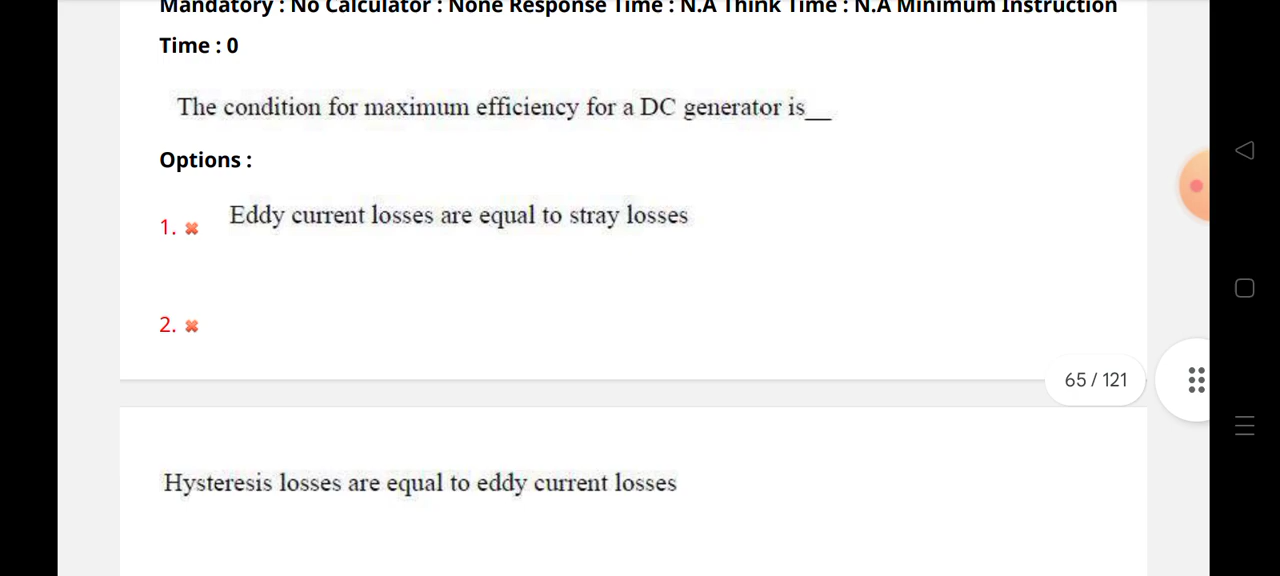 Mandatory : No Calculator : None Response Time : N.A Think Time : N.A Minimum Instruction
Time : 0
The condition for maximum efficiency for a DC generator is__
Options :
1. Eddy current losses are equal to stray losses
2.
65 / 121
Hysteresis losses are equal to eddy current losses